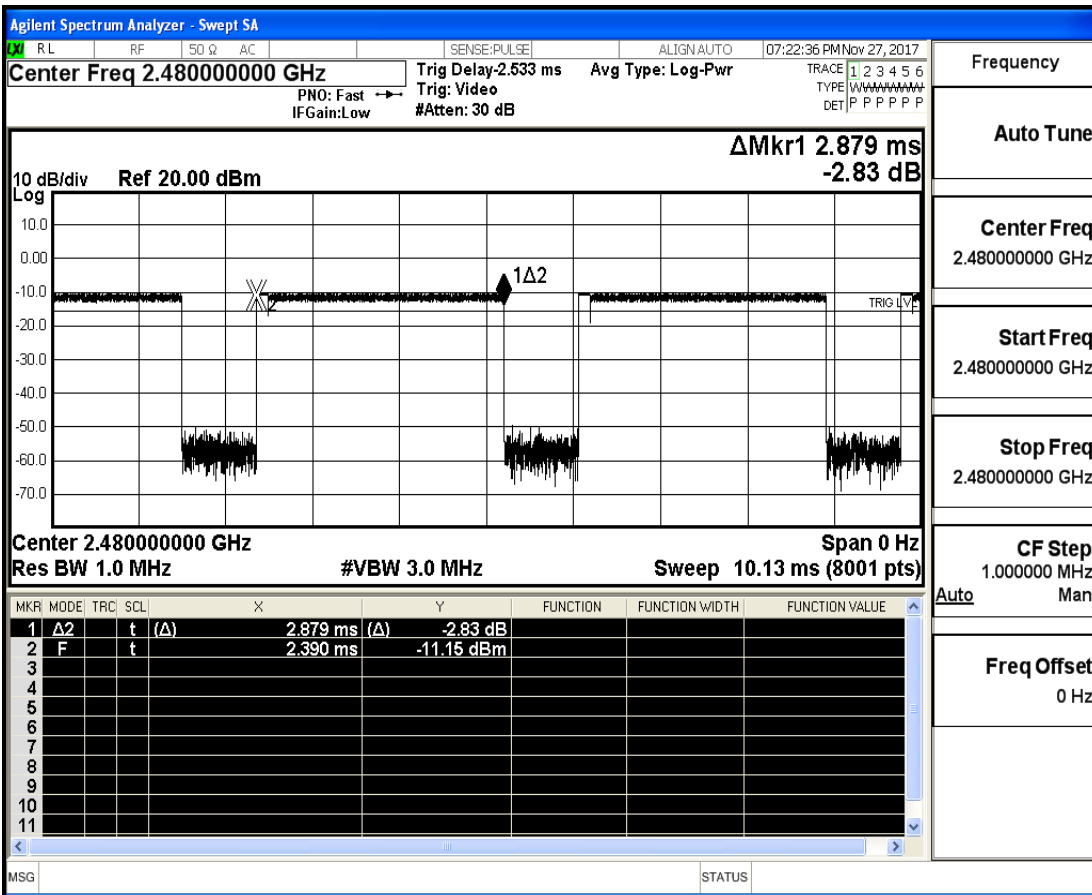 Agilent Spectrum Analyzer - Swept SA
LXI RL RF 50 Ω AC SENSE:PULSE ALIGN AUTO 07:22:36 PM Nov 27, 2017
Center Freq 2.480000000 GHz
PNO: Fast
IFGain:Low
Trig Delay-2.533 ms
Trig: Video
#Atten: 30 dB
Avg Type: Log-Pwr
TRACE 1 2 3 4 5 6
TYPE WWWWWW
DET P P P P P P
ΔMkr1 2.879 ms
-2.83 dB
10 dB/div Ref 20.00 dBm
Log
10.0
0.00
-10.0
-20.0
-30.0
-40.0
-50.0
-60.0
-70.0
1Δ2
2
TRIG LVL
Center 2.480000000 GHz Span 0 Hz
Res BW 1.0 MHz #VBW 3.0 MHz Sweep 10.13 ms (8001 pts)
MKR MODE TRC SCL X Y FUNCTION FUNCTION WIDTH FUNCTION VALUE
1 Δ2 t (Δ) 2.879 ms (Δ) -2.83 dB
2 F t 2.390 ms -11.15 dBm
3
4
5
6
7
8
9
10
11
MSG STATUS
Frequency
Auto Tune
Center Freq
2.480000000 GHz
Start Freq
2.480000000 GHz
Stop Freq
2.480000000 GHz
CF Step
1.000000 MHz
Auto Man
Freq Offset
0 Hz